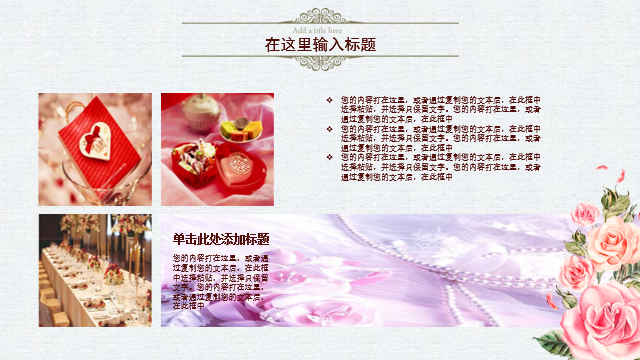 Add a title here
在这里输入标题
❖ 您的内容打在这里，或者通过复制您的文本后，在此框中
选择粘贴，并选择只保留文字。您的内容打在这里，或者
通过复制您的文本后，在此框中
❖ 您的内容打在这里，或者通过复制您的文本后，在此框中
选择粘贴，并选择只保留文字。您的内容打在这里，或者
通过复制您的文本后，在此框中
❖ 您的内容打在这里，或者通过复制您的文本后，在此框中
选择粘贴，并选择只保留文字。您的内容打在这里，或者
通过复制您的文本后，在此框中
单击此处添加标题
您的内容打在这里，或者通
过复制您的文本后，在此框
中选择粘贴，并选择只保留
文字。您的内容打在这里，
或者通过复制您的文本后，
在此框中